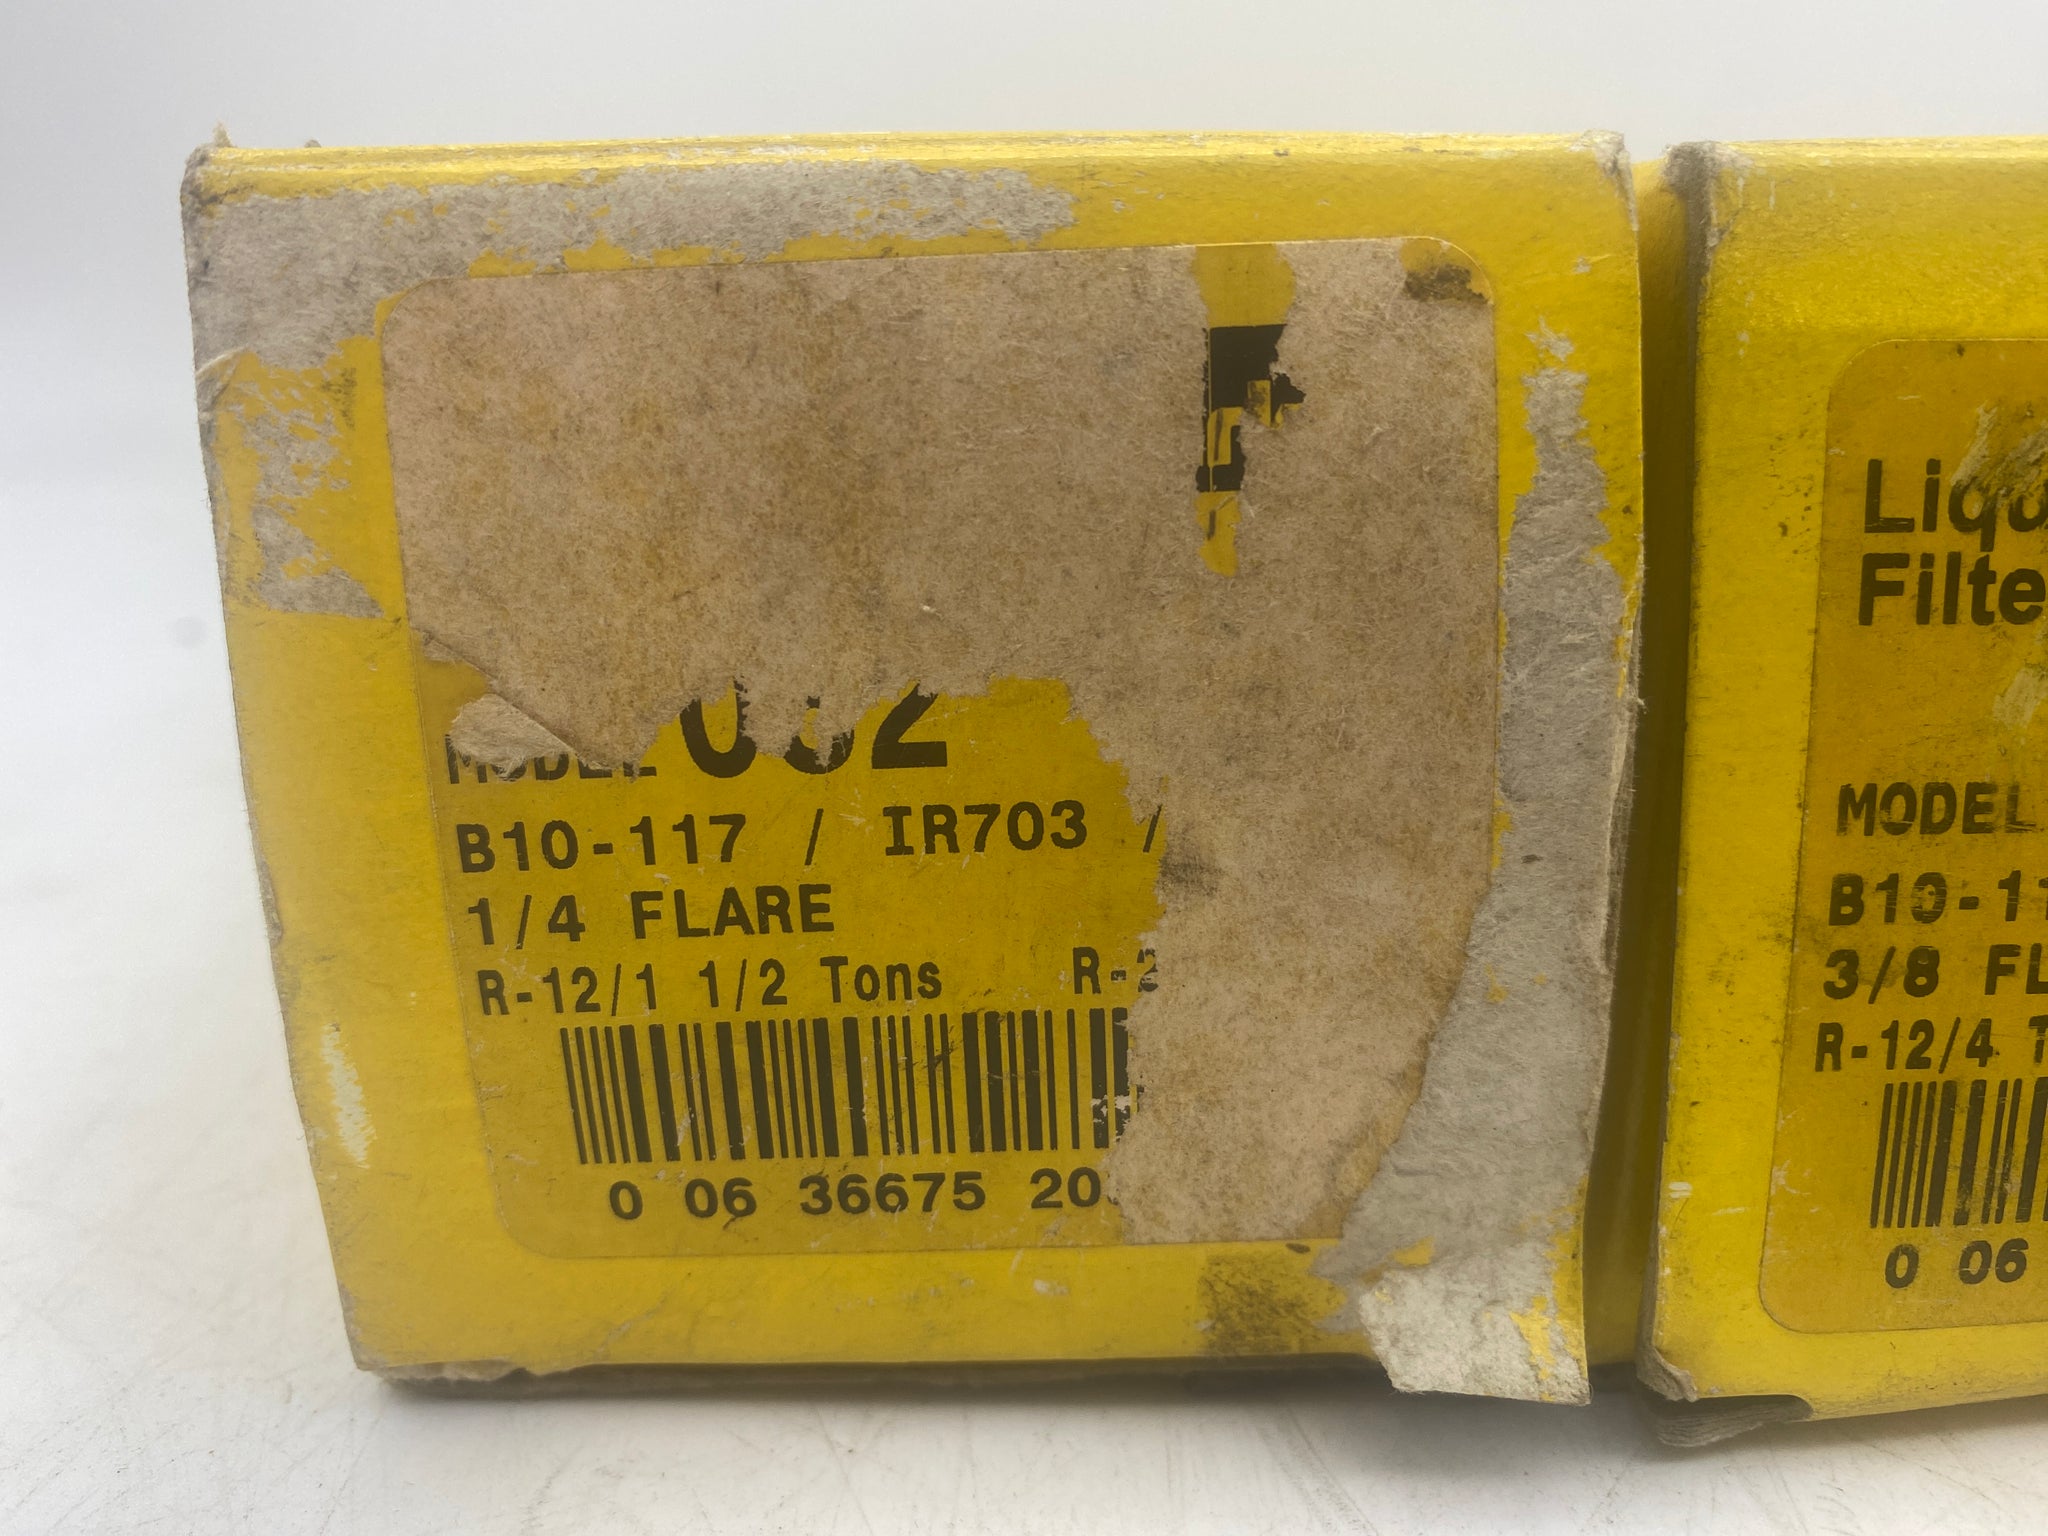 MODEL 032
B10-117 / IR703 /
1/4 FLARE
R-12/1 1/2 Tons R-2
0 06 36675 20
Liqu
Filte
MODEL
B10-11
3/8 FL
R-12/4 T
0 06